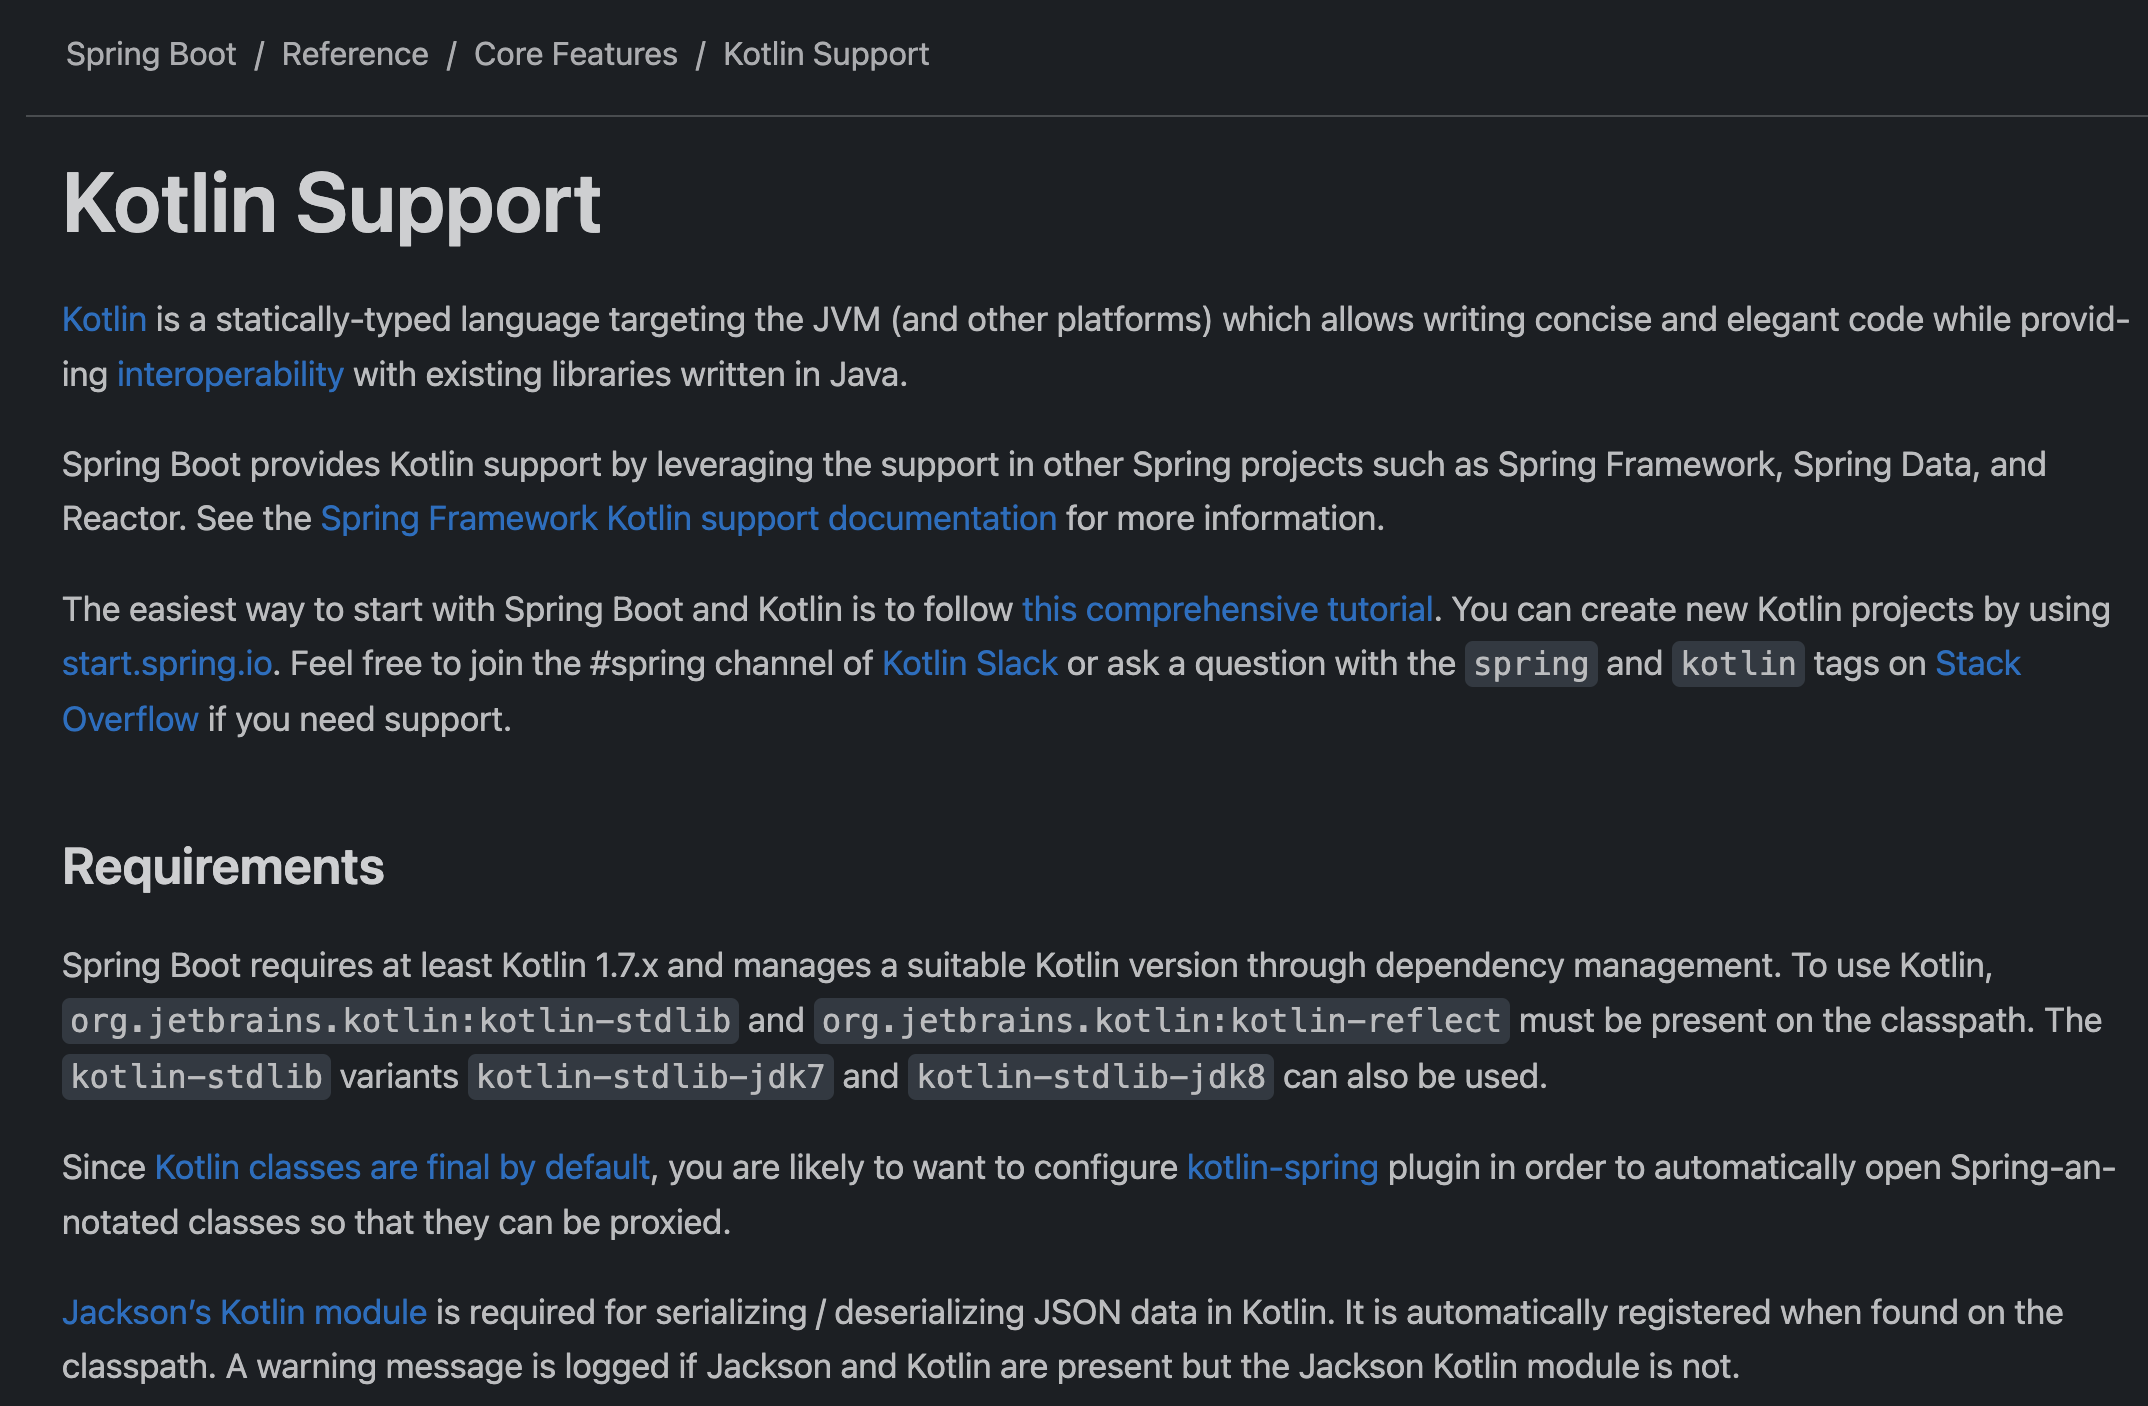 Spring Boot / Reference / Core Features / Kotlin Support
Kotlin Support
Kotlin is a statically-typed language targeting the JVM (and other platforms) which allows writing concise and elegant code while provid-
ing interoperability with existing libraries written in Java.
Spring Boot provides Kotlin support by leveraging the support in other Spring projects such as Spring Framework, Spring Data, and
Reactor. See the Spring Framework Kotlin support documentation for more information.
The easiest way to start with Spring Boot and Kotlin is to follow this comprehensive tutorial. You can create new Kotlin projects by using
start.spring.io. Feel free to join the #spring channel of Kotlin Slack or ask a question with the spring and kotlin tags on Stack
Overflow if you need support.
Requirements
Spring Boot requires at least Kotlin 1.7.x and manages a suitable Kotlin version through dependency management. To use Kotlin,
org.jetbrains.kotlin:kotlin-stdlib and org.jetbrains.kotlin:kotlin-reflect must be present on the classpath. The
kotlin-stdlib variants kotlin-stdlib-jdk7 and kotlin-stdlib-jdk8 can also be used.
Since Kotlin classes are final by default, you are likely to want to configure kotlin-spring plugin in order to automatically open Spring-an-
notated classes so that they can be proxied.
Jackson’s Kotlin module is required for serializing / deserializing JSON data in Kotlin. It is automatically registered when found on the
classpath. A warning message is logged if Jackson and Kotlin are present but the Jackson Kotlin module is not.